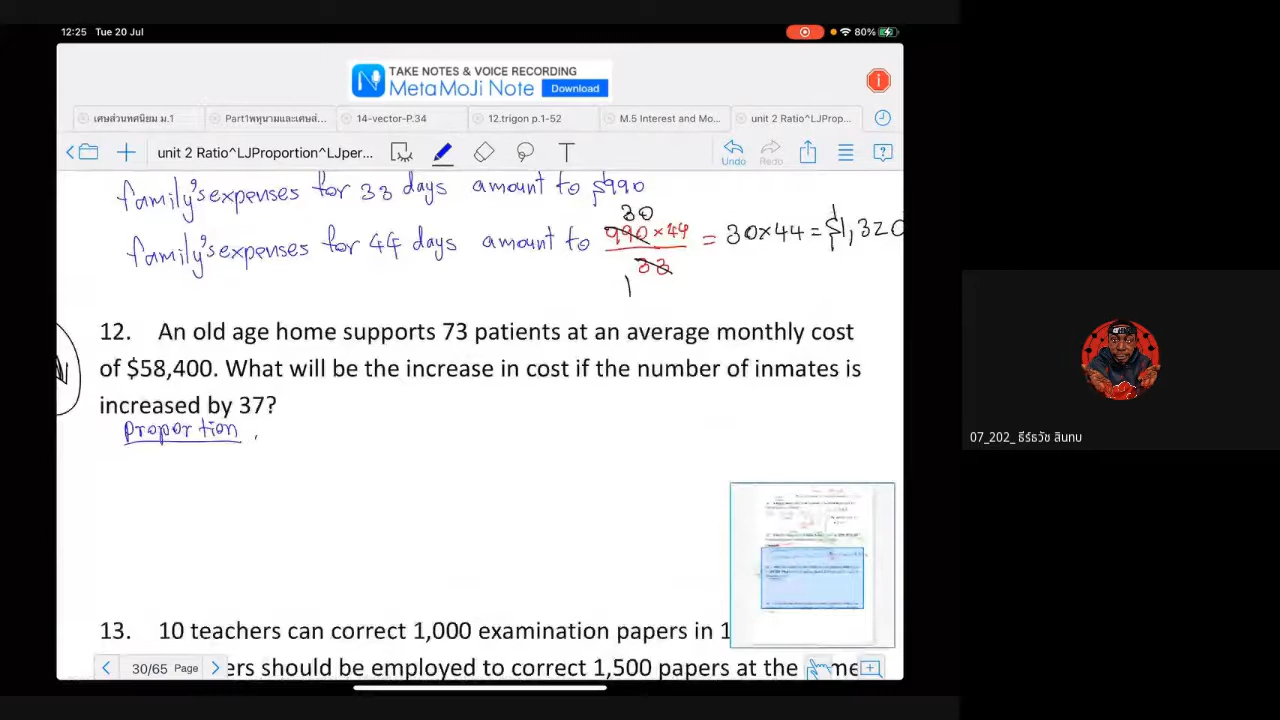 12:25 Tue 20 Jul
80%
TAKE NOTES & VOICE RECORDING
MetaMoJi Note Download
เศษส่วนทศนิยม ม.1
Part1พหุนามและเศษส่...
14-vector-P.34
12.trigon p.1-52
M.5 Interest and Mo...
unit 2 Ratio^LJProp...
unit 2 Ratio^LJProportion^LJper...
T
Undo
Redo
family's expenses for 33 days amount to $990
30
family's expenses for 44 days amount to 990 × 44 = 30×44 = $1,320
33
1
12. An old age home supports 73 patients at an average monthly cost
of $58,400. What will be the increase in cost if the number of inmates is
increased by 37?
Proportion
13. 10 teachers can correct 1,000 examination papers in 1
ers should be employed to correct 1,500 papers at the me
30/65 Page
07_202_ ธีร์ธวัช สินทบ